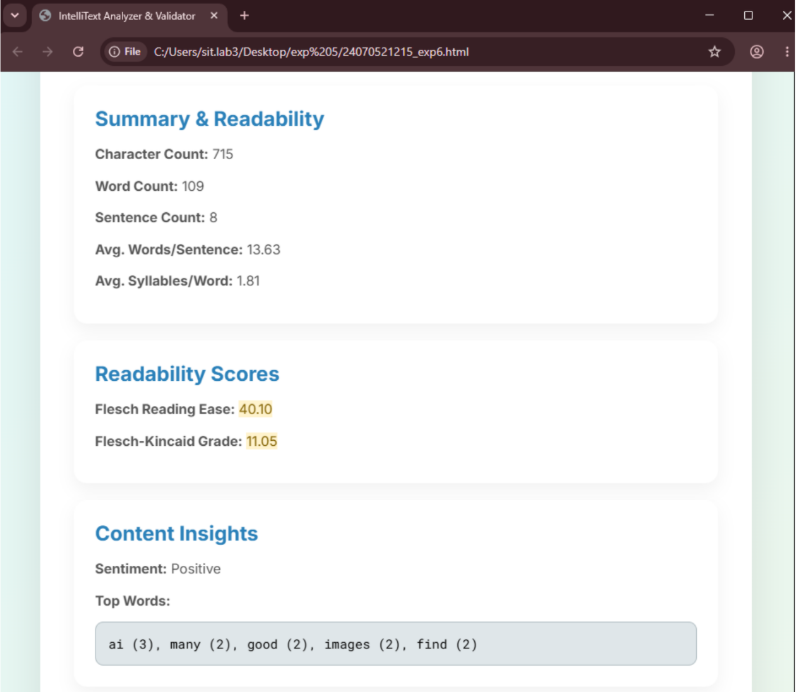 IntelliText Analyzer & Validator
File C:/Users/sit.lab3/Desktop/exp%205/24070521215_exp6.html
Summary & Readability
Character Count: 715
Word Count: 109
Sentence Count: 8
Avg. Words/Sentence: 13.63
Avg. Syllables/Word: 1.81
Readability Scores
Flesch Reading Ease: 40.10
Flesch-Kincaid Grade: 11.05
Content Insights
Sentiment: Positive
Top Words:
ai (3), many (2), good (2), images (2), find (2)